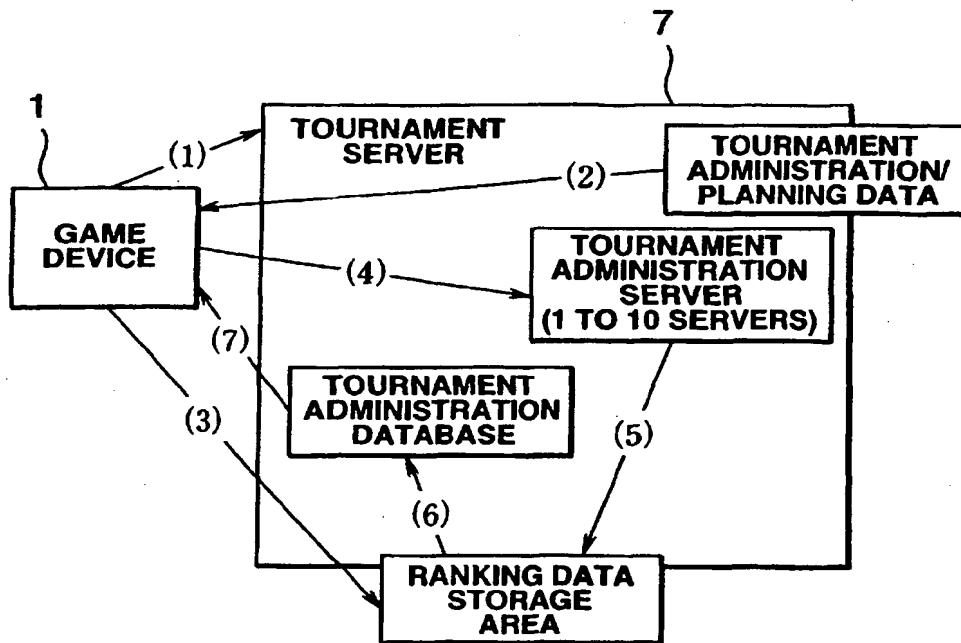 7
1
TOURNAMENT
SERVER
(1)
TOURNAMENT
ADMINISTRATION/
PLANNING DATA
(2)
GAME
DEVICE
TOURNAMENT
ADMINISTRATION
SERVER
(1 TO 10 SERVERS)
(4)
(7)
TOURNAMENT
ADMINISTRATION
DATABASE
(3)
(5)
(6)
RANKING DATA
STORAGE
AREA